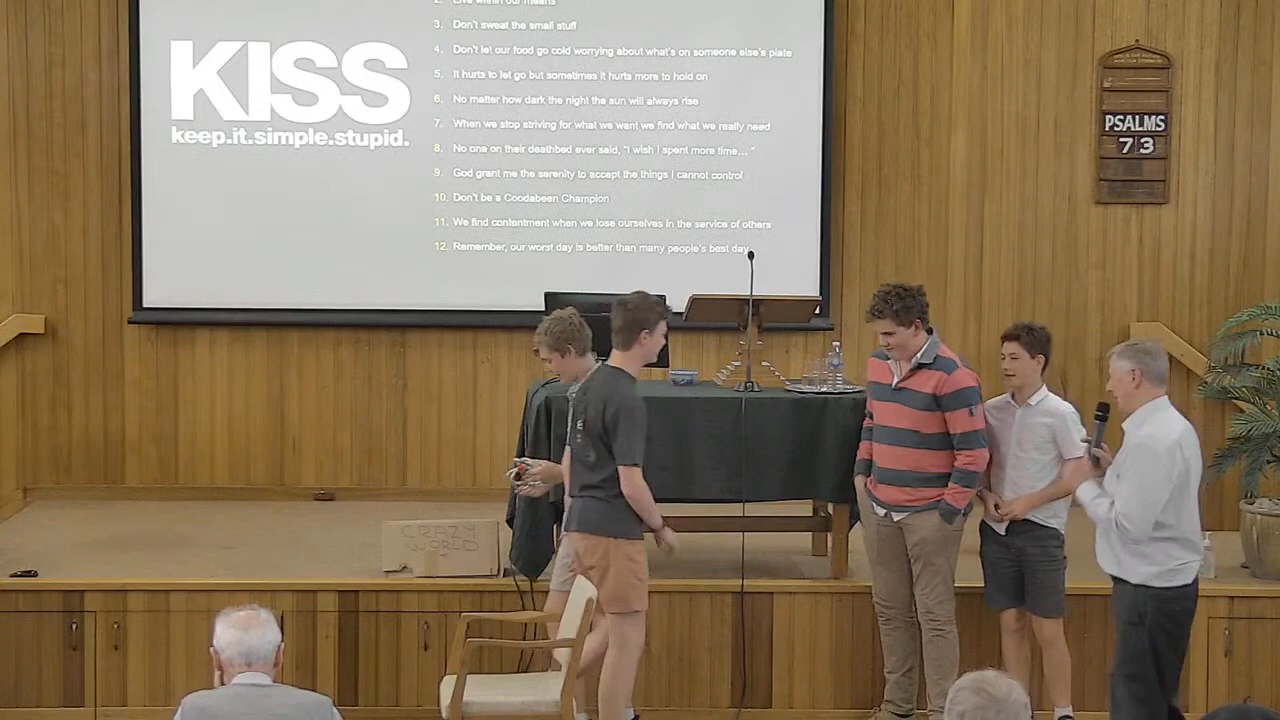 2. Live within our means
3. Don't sweat the small stuff
KISS
keep.it.simple.stupid.
4. Don't let our food go cold worrying about what's on someone else's plate
5. It hurts to let go but sometimes it hurts more to hold on
6. No matter how dark the night the sun will always rise
7. When we stop striving for what we want we find what we really need
8. No one on their deathbed ever said, "I wish I spent more time... "
9. God grant me the serenity to accept the things I cannot control
10. Don't be a Coodabeen Champion
11. We find contentment when we lose ourselves in the service of others
12. Remember, our worst day is better than many people's best day
PSALMS
73
CRAZY
WORLD